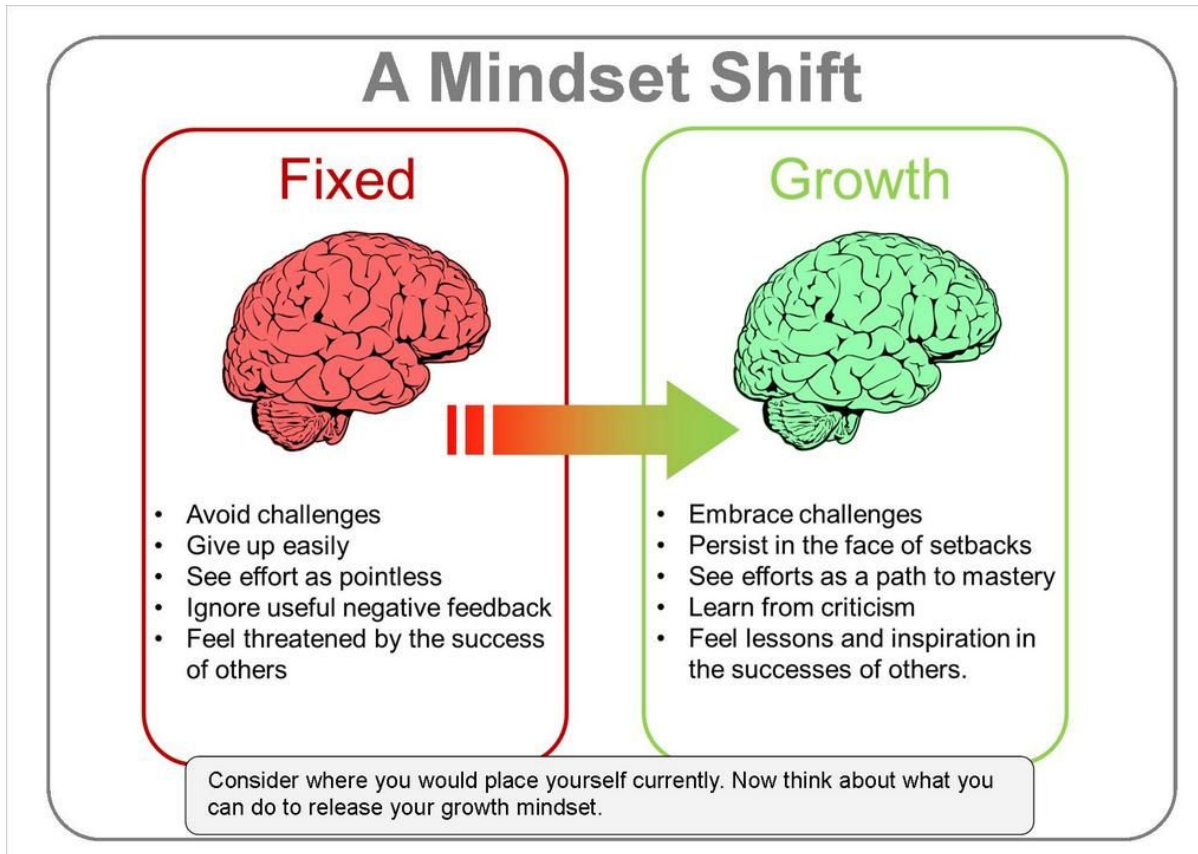 A Mindset Shift
Fixed
• Avoid challenges
• Give up easily
• See effort as pointless
• Ignore useful negative feedback
• Feel threatened by the success
of others
Growth
• Embrace challenges
• Persist in the face of setbacks
• See efforts as a path to mastery
• Learn from criticism
• Feel lessons and inspiration in
the successes of others.
Consider where you would place yourself currently. Now think about what you
can do to release your growth mindset.